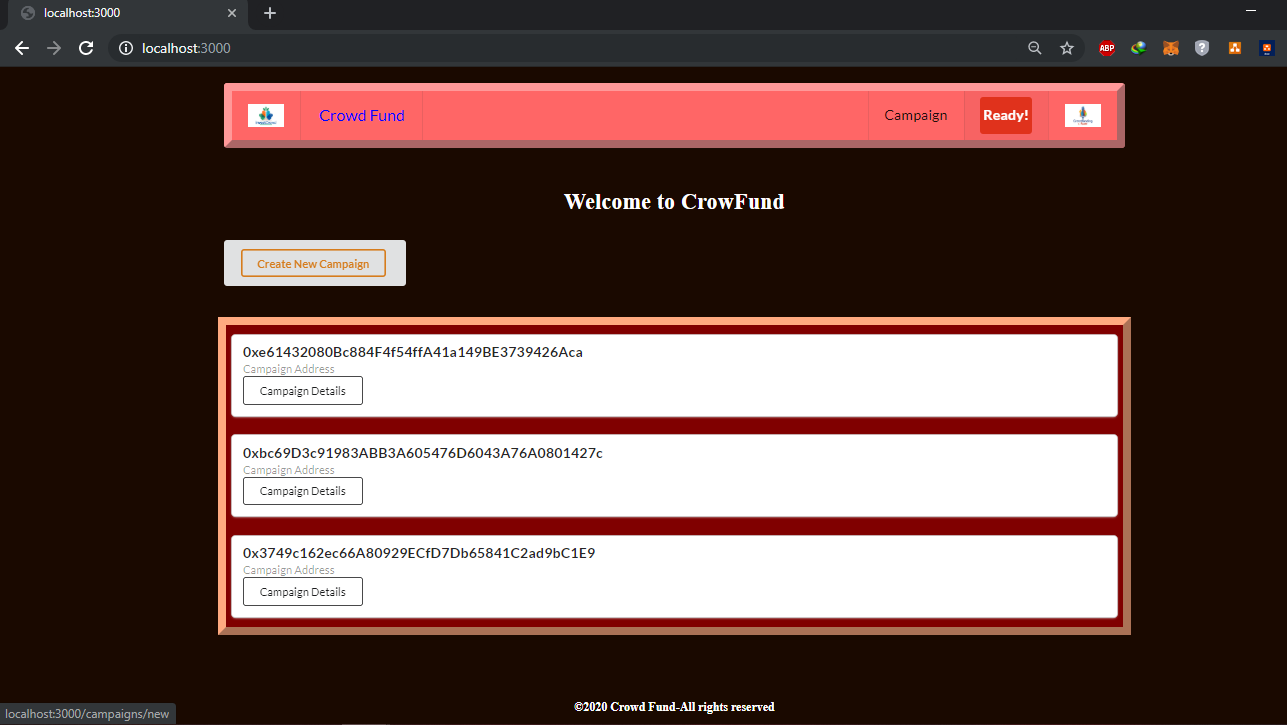 localhost:3000
localhost:3000
ABP
Crowd Fund
Campaign
Ready!
Welcome to CrowFund
Create New Campaign
0xe61432080Bc884F4f54ffA41a149BE3739426Aca
Campaign Address
Campaign Details
0xbc69D3c91983ABB3A605476D6043A76A0801427c
Campaign Address
Campaign Details
0x3749c162ec66A80929ECfD7Db65841C2ad9bC1E9
Campaign Address
Campaign Details
©2020 Crowd Fund-All rights reserved
localhost:3000/campaigns/new